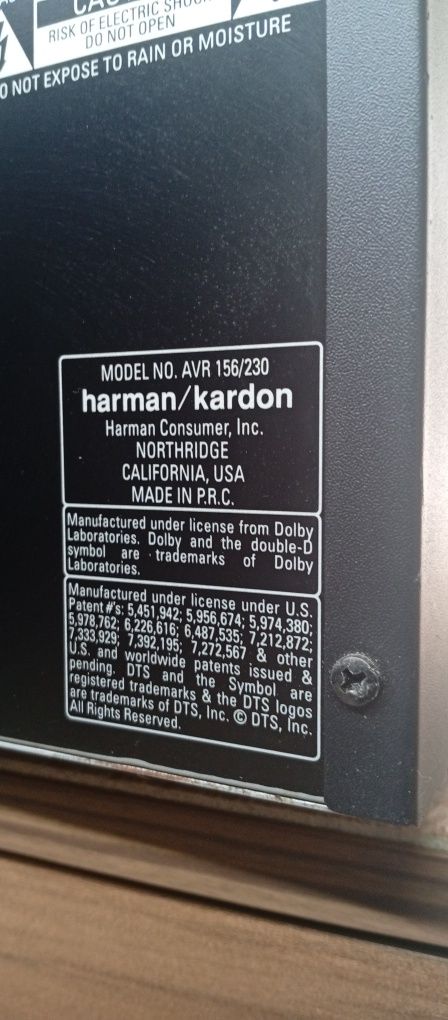 RISK OF ELECTRIC SHOCK
DO NOT OPEN
O NOT EXPOSE TO RAIN OR MOISTURE
MODEL NO. AVR 156/230
harman/kardon
Harman Consumer, Inc.
NORTHRIDGE
CALIFORNIA, USA
MADE IN P.R.C.
Manufactured under license from Dolby
Laboratories. Dolby and the double-D
symbol are trademarks of Dolby
Laboratories.
Manufactured under license under U.S.
Patent #'s: 5,451,942; 5,956,674; 5,974,380;
5,978,762; 6,226,616; 6,487,535; 7,212,872;
7,333,929; 7,392,195; 7,272,567 & other
U.S. and worldwide patents issued &
pending. DTS and the Symbol are
registered trademarks & the DTS logos
are trademarks of DTS, Inc. © DTS, Inc.
All Rights Reserved.